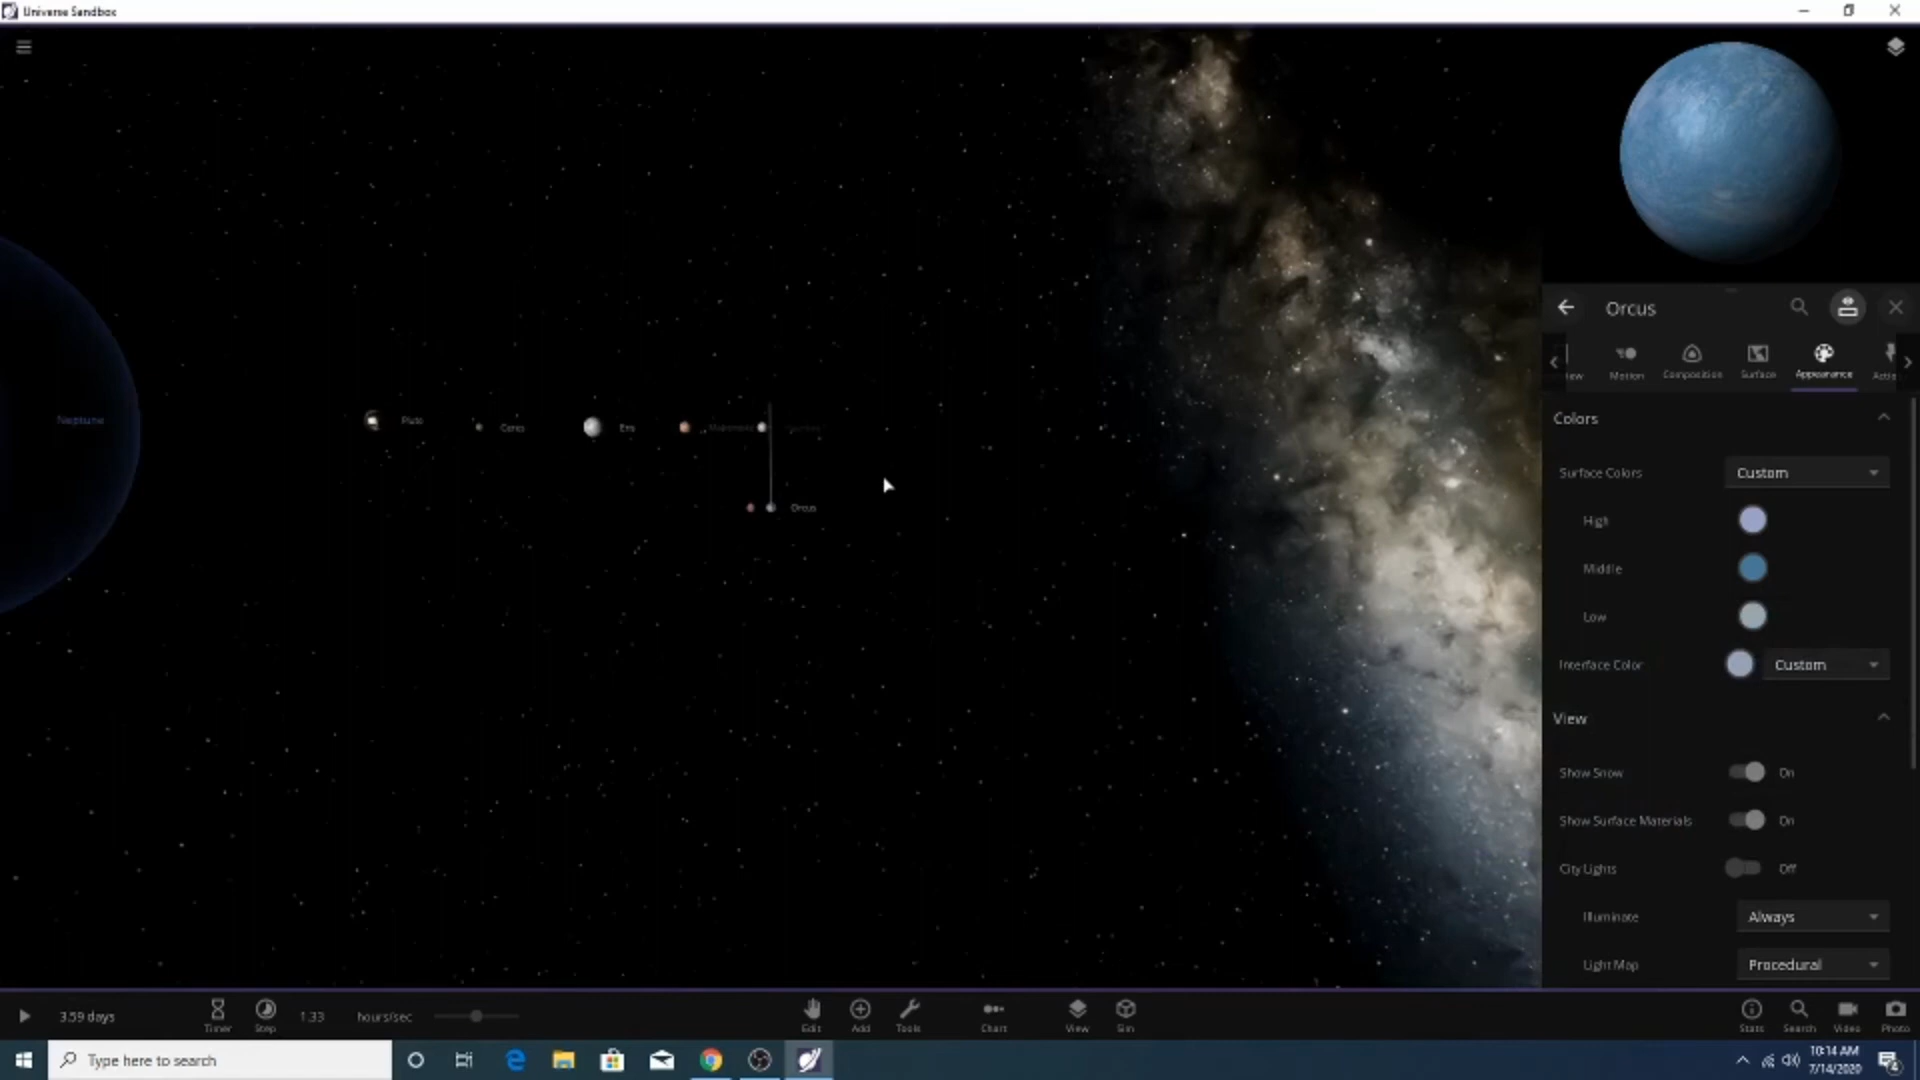 Universe Sandbox
Neptune
Pluto
Ceres
Eris
Orcus
Orcus
Motion
Composition
Surface
Appearance
Colors
Surface Colors
Custom
High
Middle
Low
Interface Color
Custom
View
Show Snow
On
Show Surface Materials
On
City Lights
Off
Illuminate
Always
Light Map
Procedural
3.59 days
Timer
Step
1.33
hours/sec
Edit
Add
Tools
Chart
View
Sim
Stats
Search
Video
Photo
Type here to search
10:14 AM
7/14/2020
4